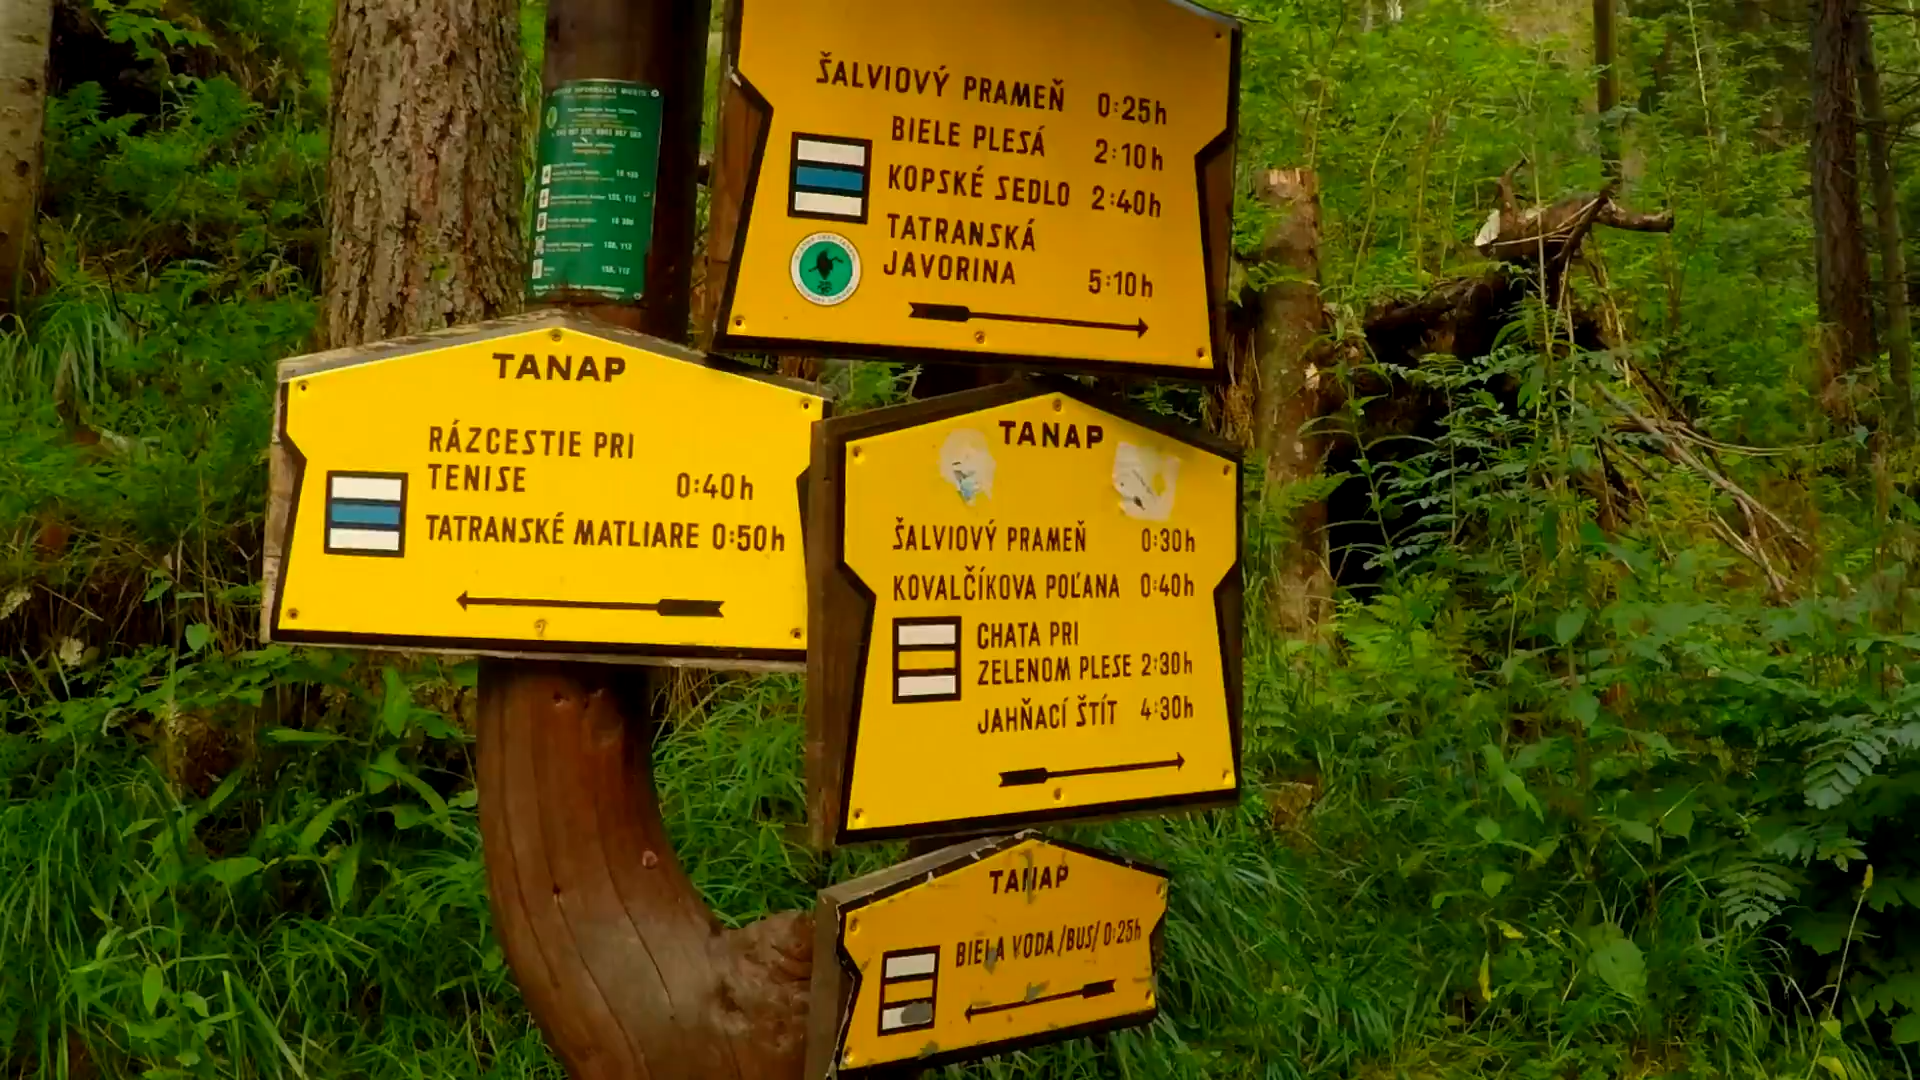 ŠALVIOVÝ PRAMEŇ 0:25h
BIELE PLESÁ 2:10h
KOPSKÉ SEDLO 2:40h
TATRANSKÁ
JAVORINA 5:10h
TANAP
RÁZCESTIE PRI
TENISE 0:40h
TATRANSKÉ MATLIARE 0:50h
TANAP
ŠALVIOVÝ PRAMEŇ 0:30h
KOVALČÍKOVA POĽANA 0:40h
CHATA PRI
ZELENOM PLESE 2:30h
JAHŇACÍ ŠTÍT 4:30h
TANAP
BIELA VODA /BUS/ 0:25h